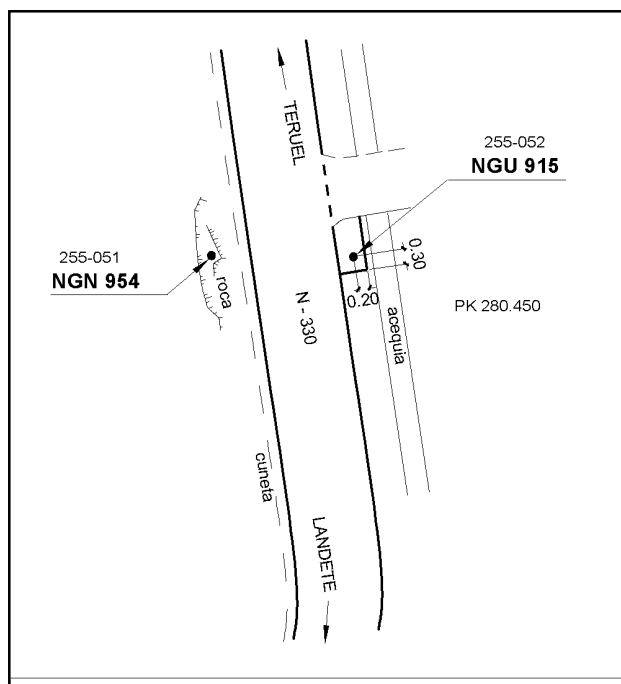 TERUEL
255-052
NGU 915
255-051
NGN 954
roca
0.30
0.20
N - 330
PK 280.450
acequia
cuneta
LANDETE